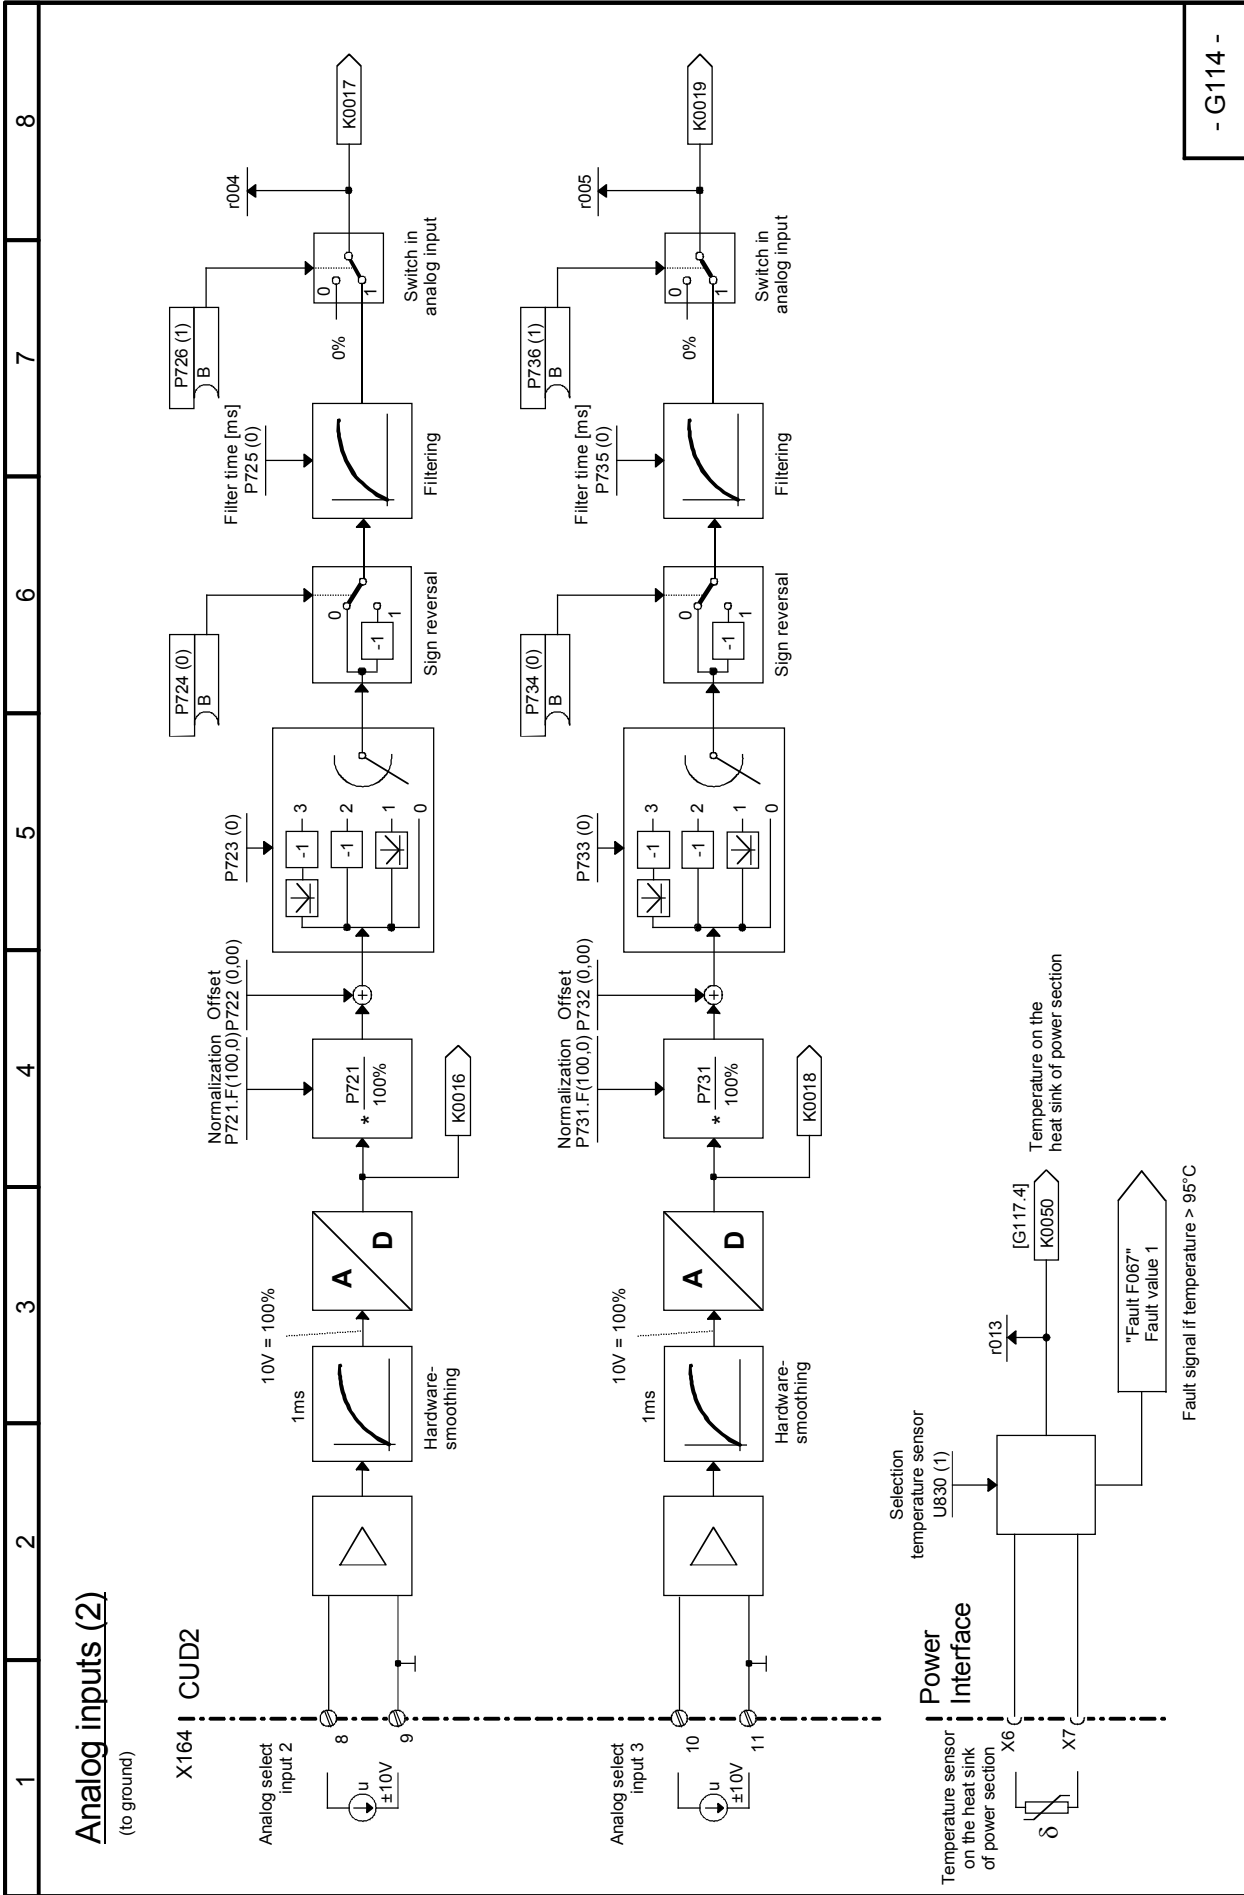 1
2
3
4
5
6
7
8
Analog inputs (2)
(to ground)
X164
CUD2
Analog select
input 2
u
±10V
8
9
Hardware-
smoothing
1ms
10V = 100%
A
D
K0016
Normalization
P721.F(100,0)
*
P721
100%
Offset
P722 (0,00)
+
P723 (0)
-1
3
-1
2
1
0
P724 (0)
B
0
-1
1
Sign reversal
Filter time [ms]
P725 (0)
Filtering
P726 (1)
B
0%
0
1
Switch in
analog input
r004
K0017
Analog select
input 3
u
±10V
10
11
Hardware-
smoothing
1ms
10V = 100%
A
D
K0018
Normalization
P731.F(100,0)
*
P731
100%
Offset
P732 (0,00)
+
P733 (0)
-1
3
-1
2
1
0
P734 (0)
B
0
-1
1
Sign reversal
Filter time [ms]
P735 (0)
Filtering
P736 (1)
B
0%
0
1
Switch in
analog input
r005
K0019
Power
Interface
Temperature sensor
on the heat sink
of power section
δ
X6
X7
Selection
temperature sensor
U830 (1)
r013
[G117.4]
K0050
Temperature on the
heat sink of power section
"Fault F067"
Fault value 1
Fault signal if temperature > 95°C
- G114 -